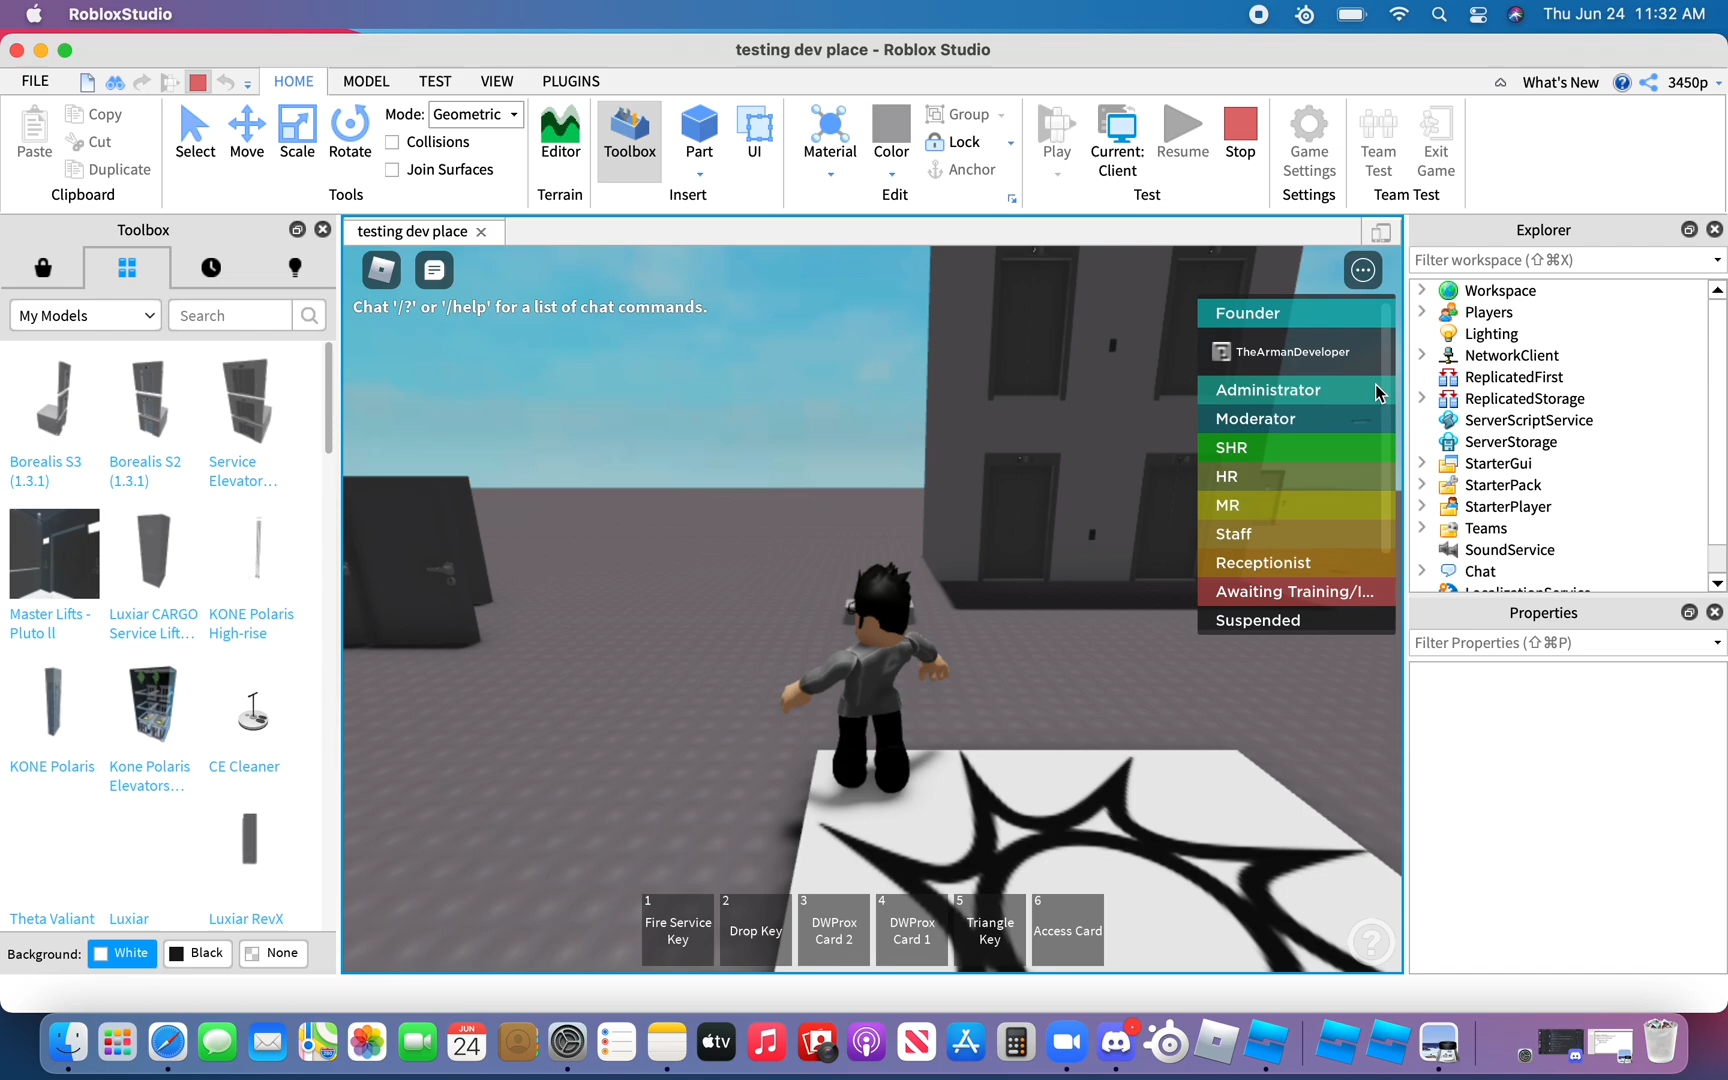 RobloxStudio
Thu Jun 24 11:32 AM
testing dev place - Roblox Studio
FILE
HOME
MODEL
TEST
VIEW
PLUGINS
What's New
3450p
Paste
Copy
Cut
Duplicate
Clipboard
Select
Move
Scale
Rotate
Mode: Geometric
Collisions
Join Surfaces
Tools
Editor
Terrain
Toolbox
Part
UI
Insert
Material
Color
Group
Lock
Anchor
Edit
Play
Current:
Client
Resume
Stop
Test
Game
Settings
Settings
Team
Test
Exit
Game
Team Test
Toolbox
My Models
Search
Borealis S3
(1.3.1)
Borealis S2
(1.3.1)
Service
Elevator...
Master Lifts -
Pluto ll
Luxiar CARGO
Service Lift...
KONE Polaris
High-rise
KONE Polaris
Kone Polaris
Elevators...
CE Cleaner
Theta Valiant
Luxiar
Luxiar RevX
Background:
White
Black
None
testing dev place
Chat '/?' or '/help' for a list of chat commands.
Founder
TheArmanDeveloper
Administrator
Moderator
SHR
HR
MR
Staff
Receptionist
Awaiting Training/I...
Suspended
1
Fire Service
Key
2
Drop Key
3
DWProx
Card 2
4
DWProx
Card 1
5
Triangle
Key
6
Access Card
Explorer
Filter workspace (⇧⌘X)
Workspace
Players
Lighting
NetworkClient
ReplicatedFirst
ReplicatedStorage
ServerScriptService
ServerStorage
StarterGui
StarterPack
StarterPlayer
Teams
SoundService
Chat
LocalizationService
Properties
Filter Properties (⇧⌘P)
JUN
24
tv